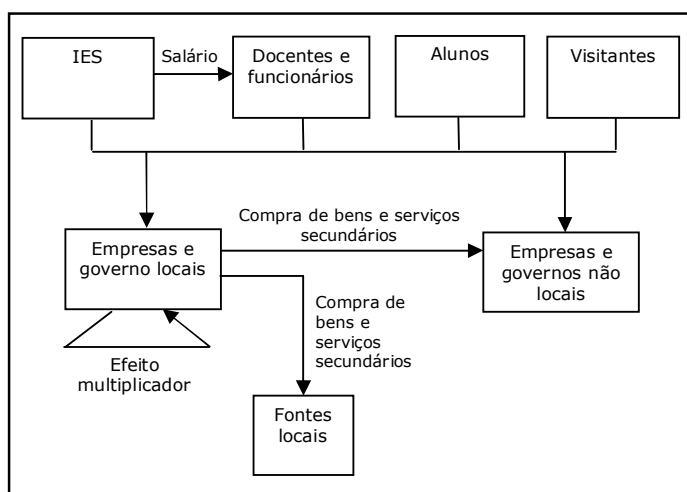 IES
Salário
Docentes e
funcionários
Alunos
Visitantes
Compra de bens e serviços
secundários
Empresas e
governo locais
Empresas e
governos não
locais
Compra de
bens e
serviços
secundários
Efeito
multiplicador
Fontes
locais